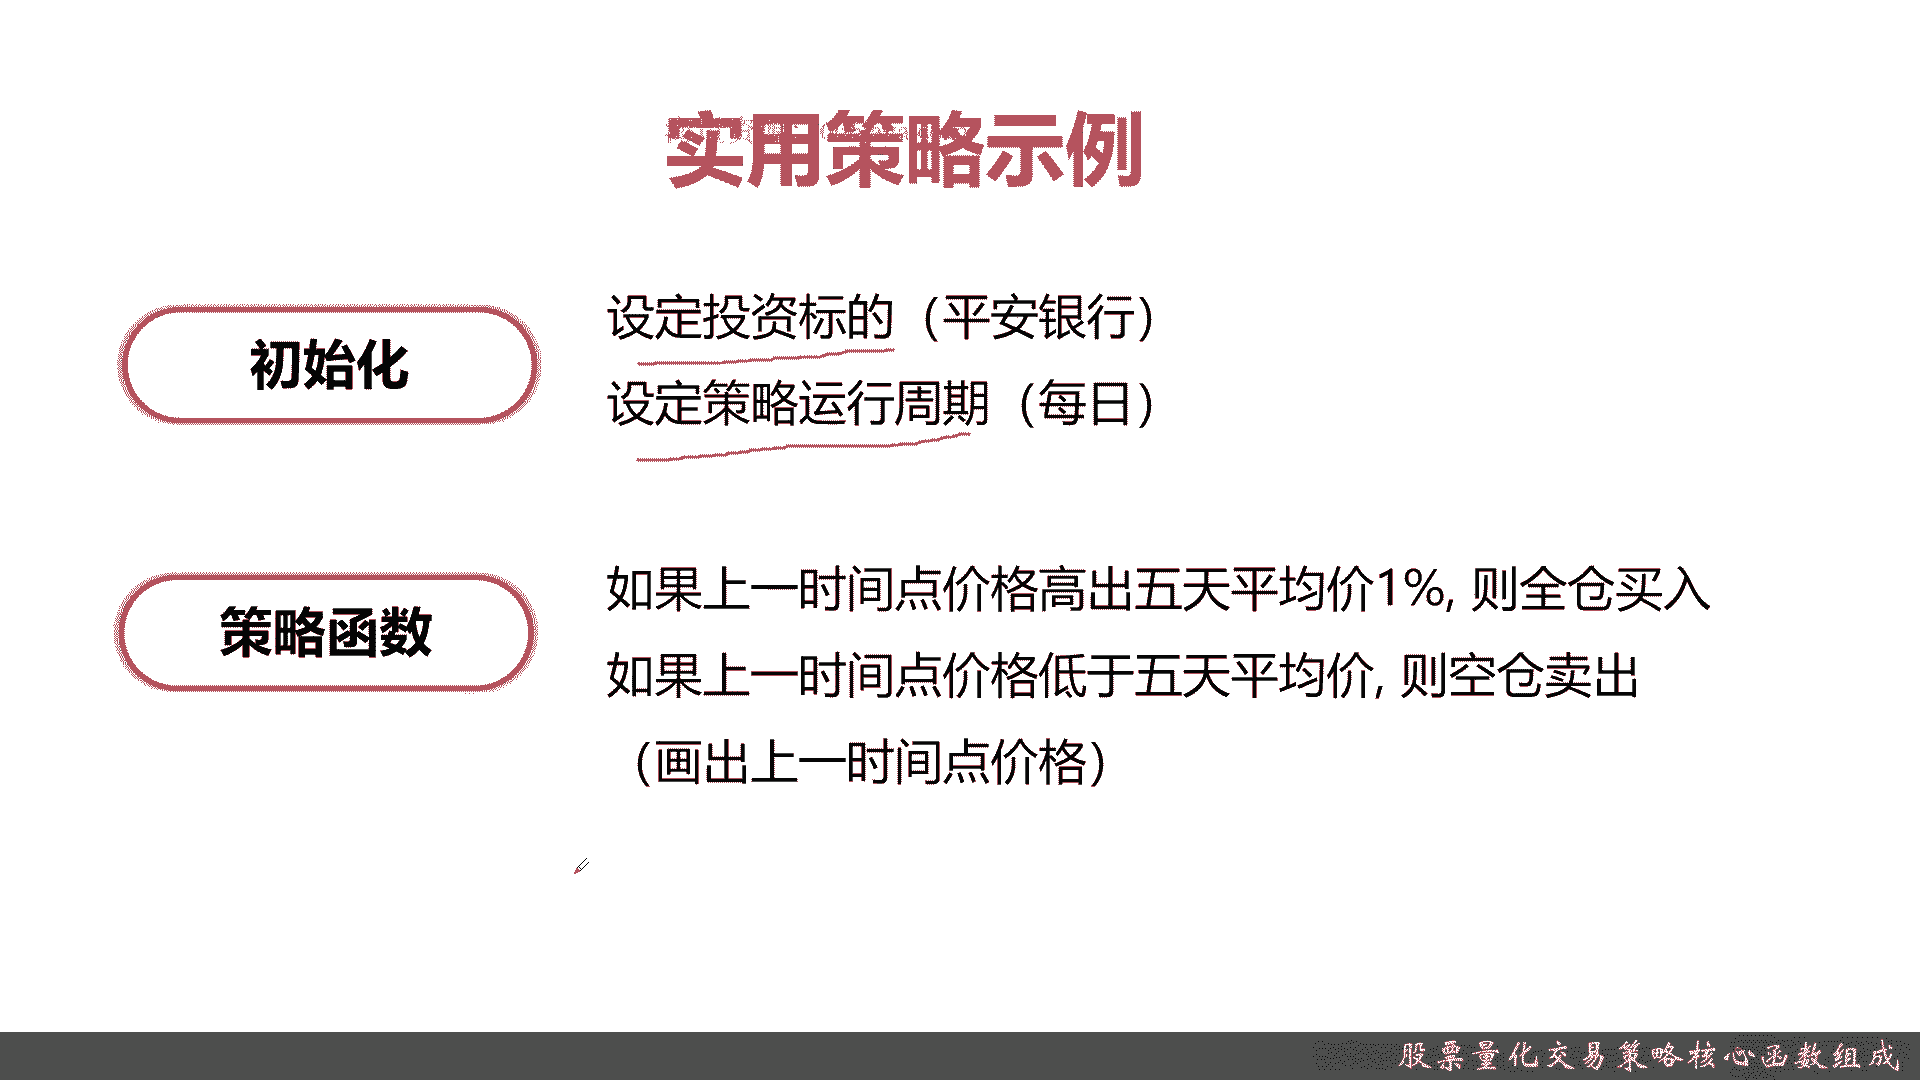 实用策略示例
初始化
设定投资标的（平安银行）
设定策略运行周期（每日）
策略函数
如果上一时间点价格高出五天平均价1%, 则全仓买入
如果上一时间点价格低于五天平均价, 则空仓卖出
（画出上一时间点价格）
股票量化交易策略核心函数组成